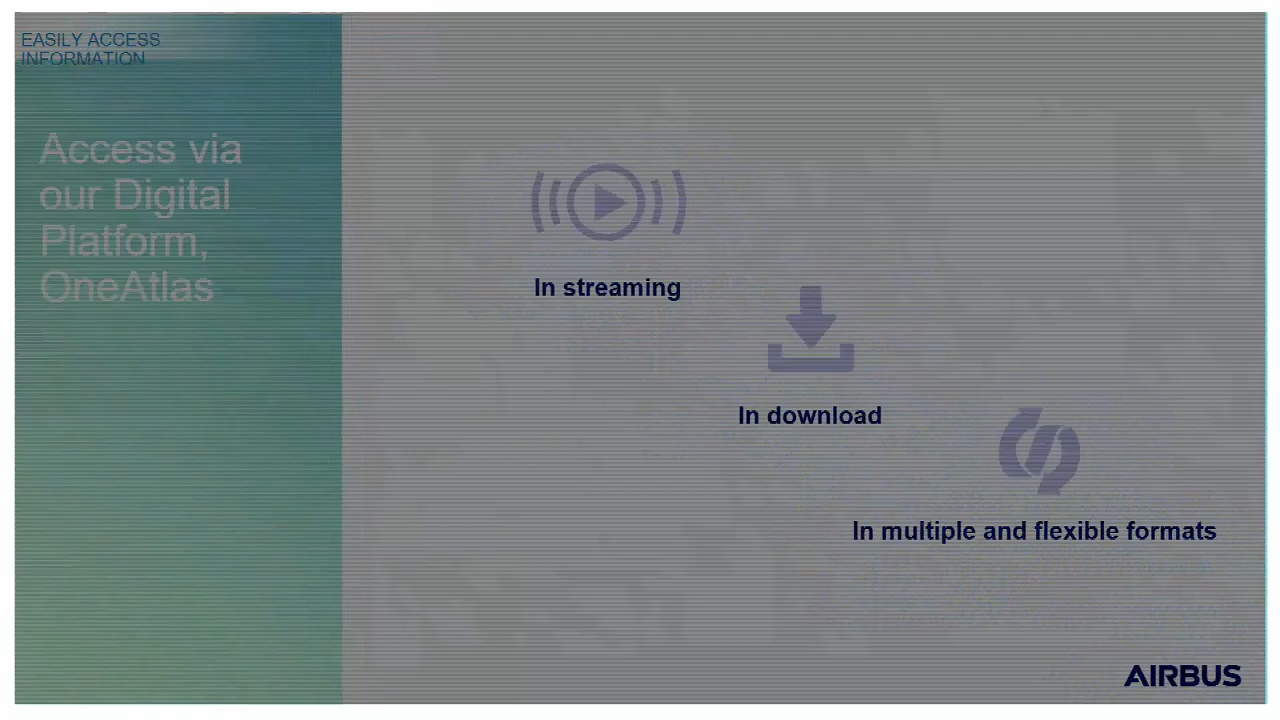 EASILY ACCESS
INFORMATION
Access via
our Digital
Platform,
OneAtlas
In streaming
In download
In multiple and flexible formats
AIRBUS